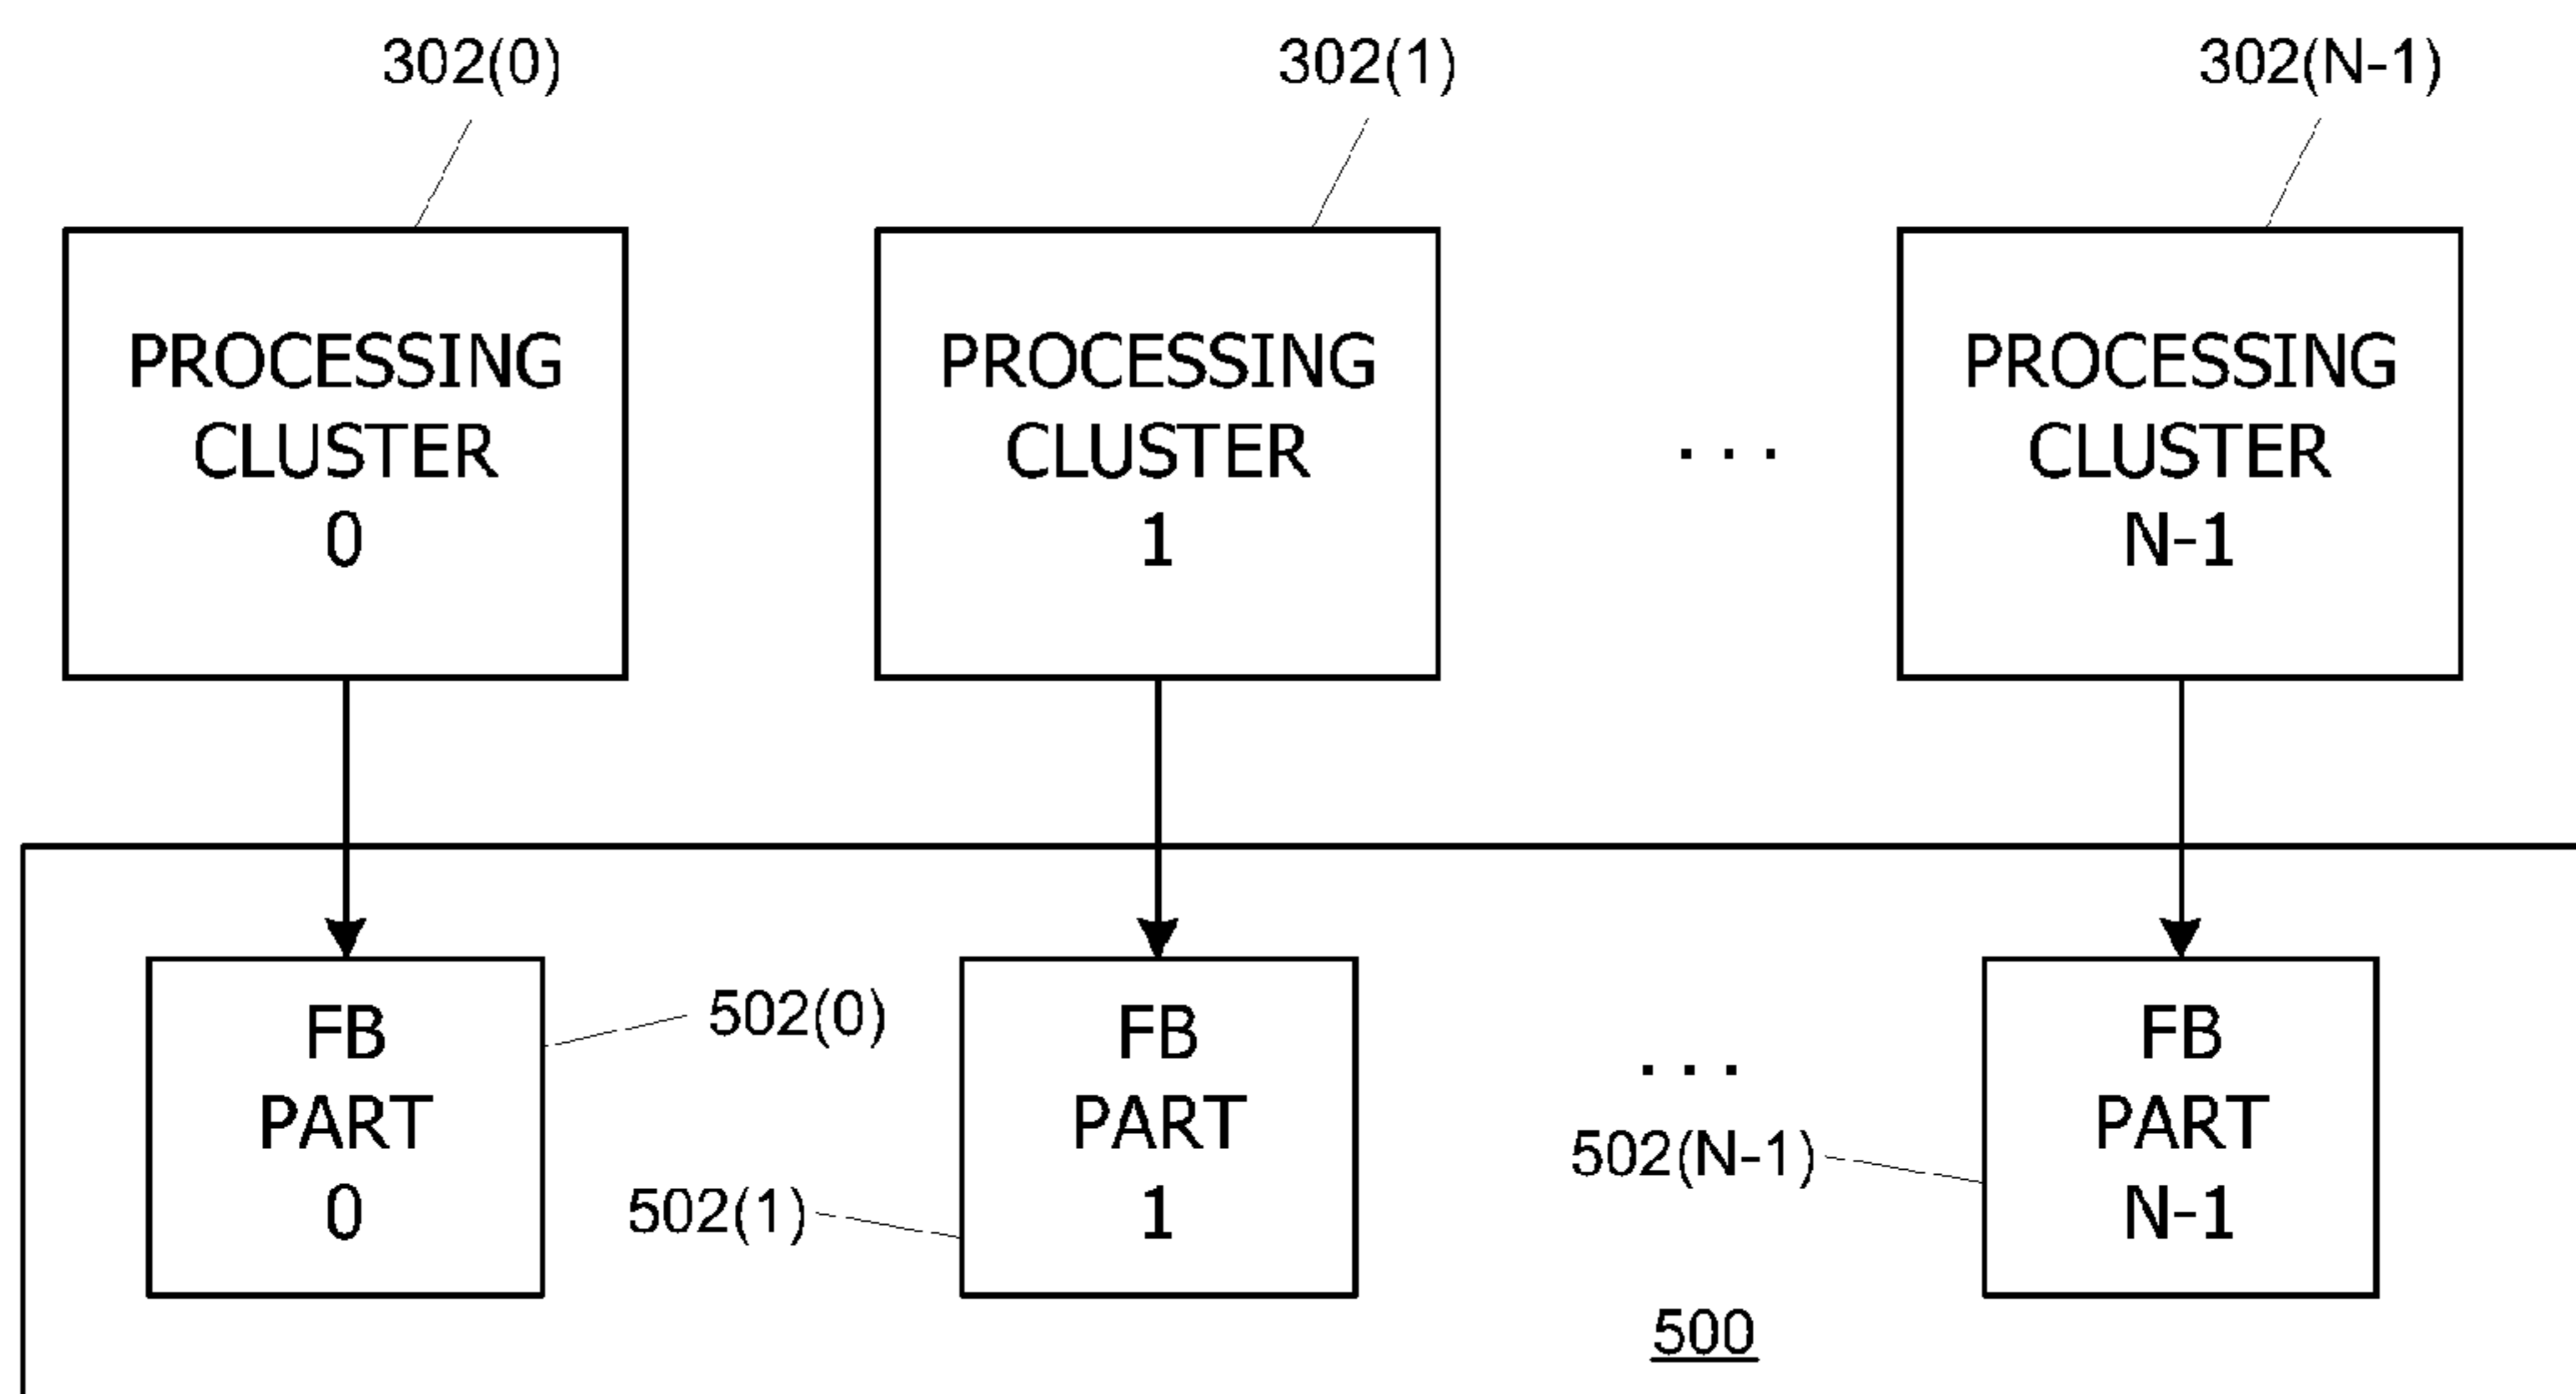 302(0)
302(1)
302(N-1)
PROCESSING
CLUSTER
0
PROCESSING
CLUSTER
1
. . .
PROCESSING
CLUSTER
N-1
FB
PART
0
502(0)
FB
PART
1
502(1)
. . .
502(N-1)
FB
PART
N-1
500